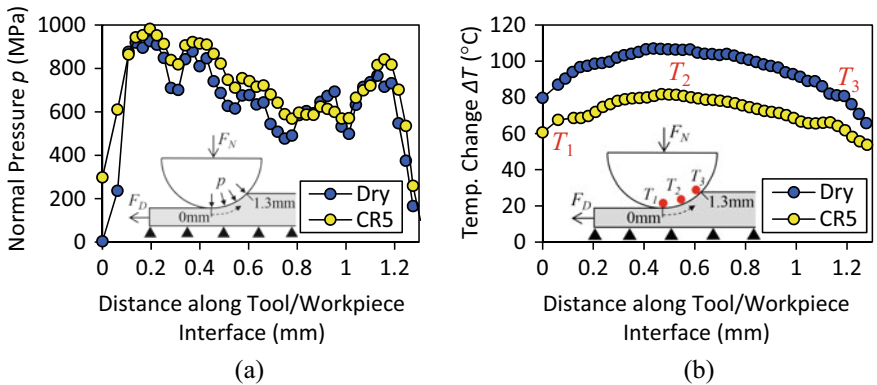 Normal Pressure p (MPa)
1000
800
600
400
200
0
0
0.2
0.4
0.6
0.8
1
1.2
F_N
p
F_D
0mm
1.3mm
Dry
CR5
Distance along Tool/Workpiece
Interface (mm)
(a)
Temp. Change ΔT (°C)
120
100
80
60
40
20
0
0
0.2
0.4
0.6
0.8
1
1.2
T_1
T_2
T_3
F_N
T_1
T_2
T_3
F_D
0mm
1.3mm
Dry
CR5
Distance along Tool/Workpiece
Interface (mm)
(b)